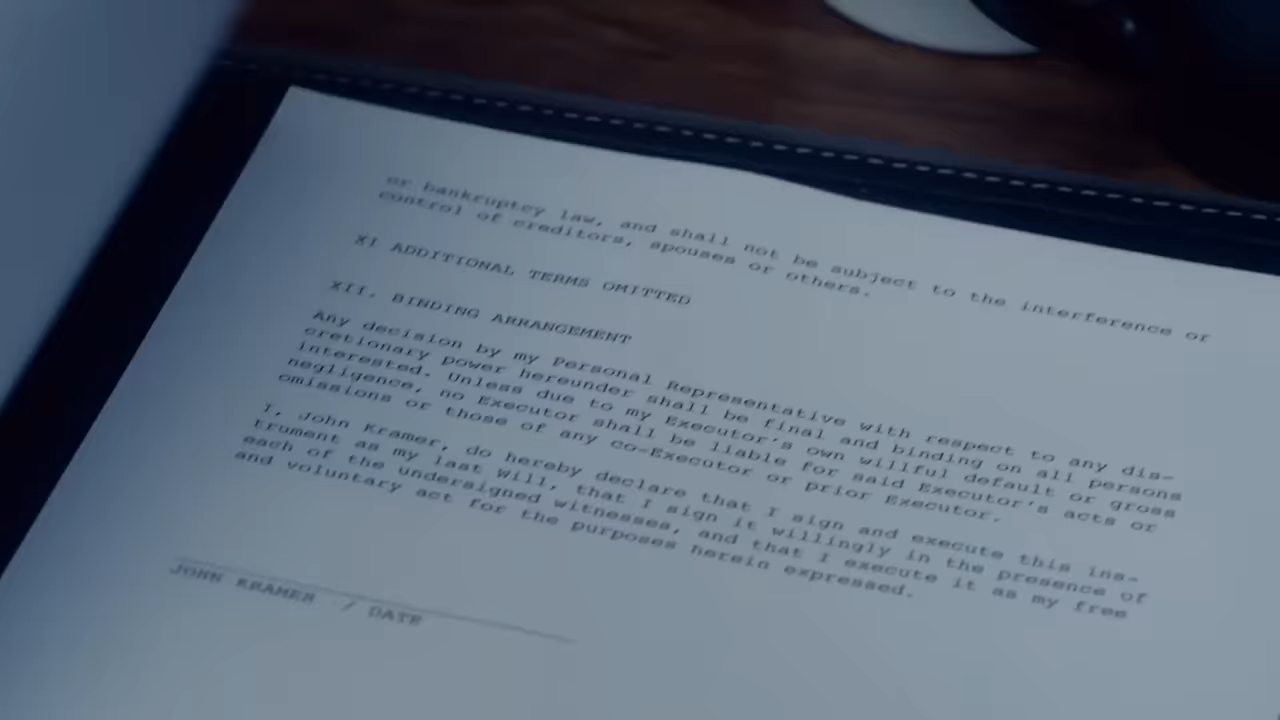 or bankruptcy law, and shall not be subject to the interference or
control of creditors, spouses or others.
XI ADDITIONAL TERMS OMITTED
XII. BINDING ARRANGEMENT
Any decision by my Personal Representative with respect to any dis-
cretionary power hereunder shall be final and binding on all persons
interested. Unless due to my Executor's own willful default or gross
negligence, no Executor shall be liable for said Executor's acts or
omissions or those of any co-Executor or prior Executor.
I, John Kramer, do hereby declare that I sign and execute this ins-
trument as my last Will, that I sign it willingly in the presence of
each of the undersigned witnesses, and that I execute it as my free
and voluntary act for the purposes herein expressed.
JOHN KRAMER / DATE